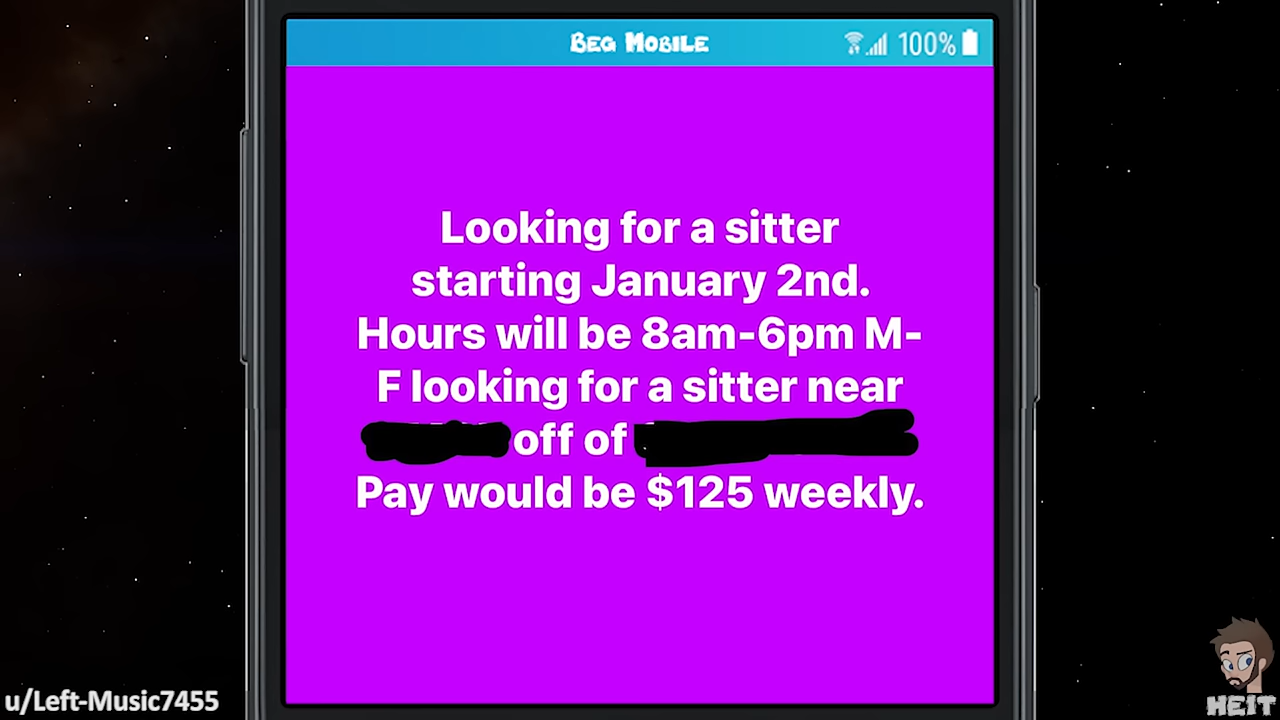 BEG MOBILE
100%
Looking for a sitter
starting January 2nd.
Hours will be 8am-6pm M-
F looking for a sitter near
off of
Pay would be $125 weekly.
u/Left-Music7455
HEIT